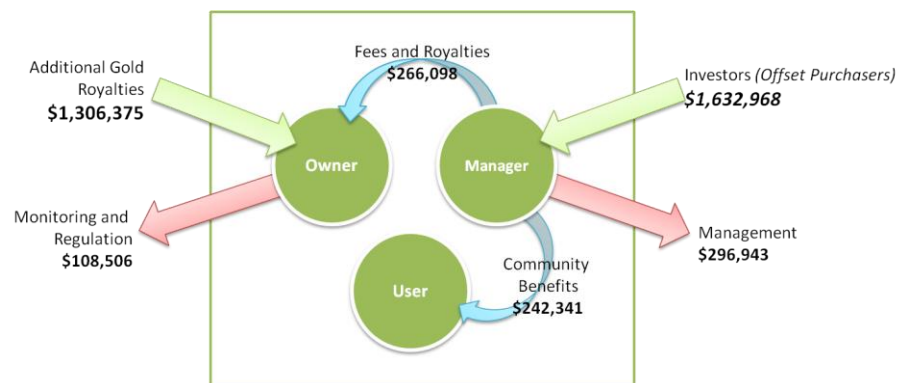 Fees and Royalties
$266,098
Additional Gold
Royalties
$1,306,375
Investors (Offset Purchasers)
$1,632,968
Owner
Manager
Monitoring and
Regulation
$108,506
Management
$296,943
Community
Benefits
$242,341
User